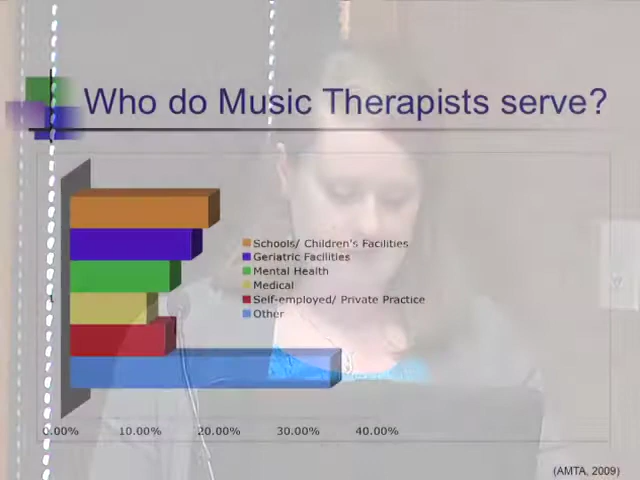 Who do Music Therapists serve?
Schools/ Children's Facilities
Geriatric Facilities
Mental Health
Medical
Self-employed/ Private Practice
Other
0.00% 10.00% 20.00% 30.00% 40.00%
(AMTA, 2009)